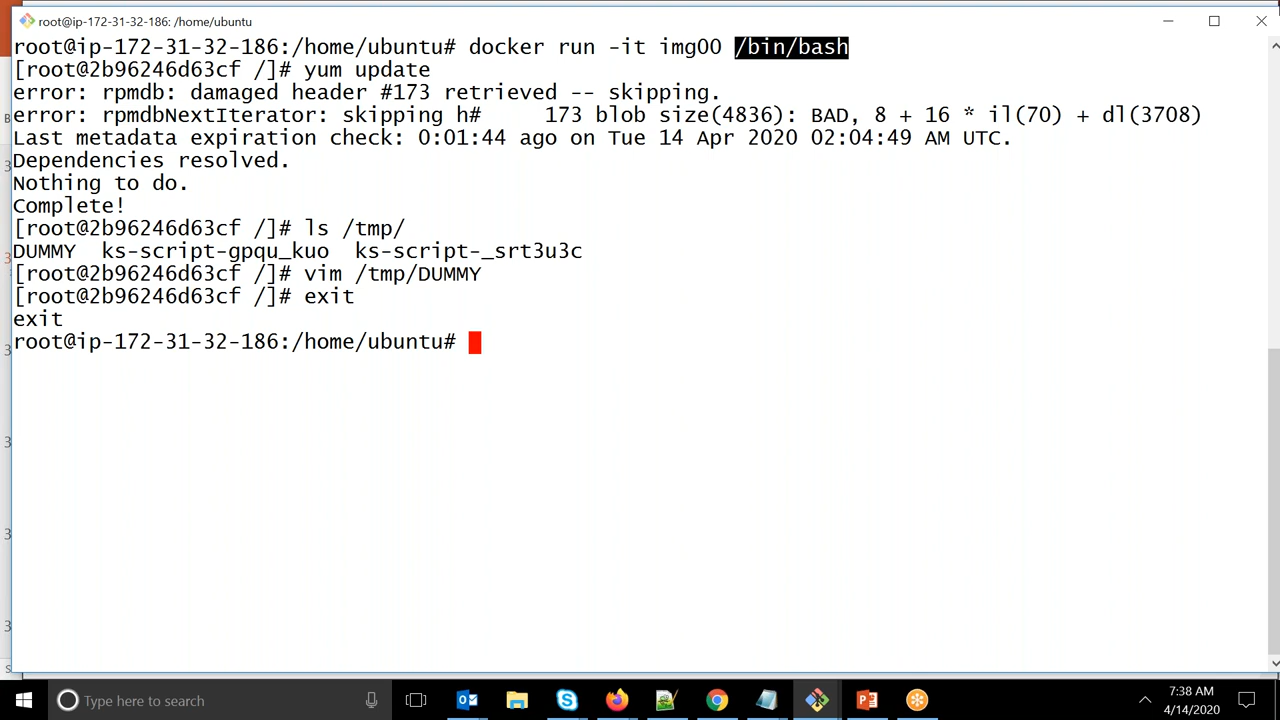 root@ip-172-31-32-186: /home/ubuntu
root@ip-172-31-32-186:/home/ubuntu# docker run -it img00 /bin/bash
[root@2b96246d63cf /]# yum update
error: rpmdb: damaged header #173 retrieved -- skipping.
error: rpmdbNextIterator: skipping h#     173 blob size(4836): BAD, 8 + 16 * il(70) + dl(3708)
Last metadata expiration check: 0:01:44 ago on Tue 14 Apr 2020 02:04:49 AM UTC.
Dependencies resolved.
Nothing to do.
Complete!
[root@2b96246d63cf /]# ls /tmp/
DUMMY  ks-script-gpqu_kuo  ks-script-_srt3u3c
[root@2b96246d63cf /]# vim /tmp/DUMMY
[root@2b96246d63cf /]# exit
exit
root@ip-172-31-32-186:/home/ubuntu#
Type here to search
7:38 AM
4/14/2020